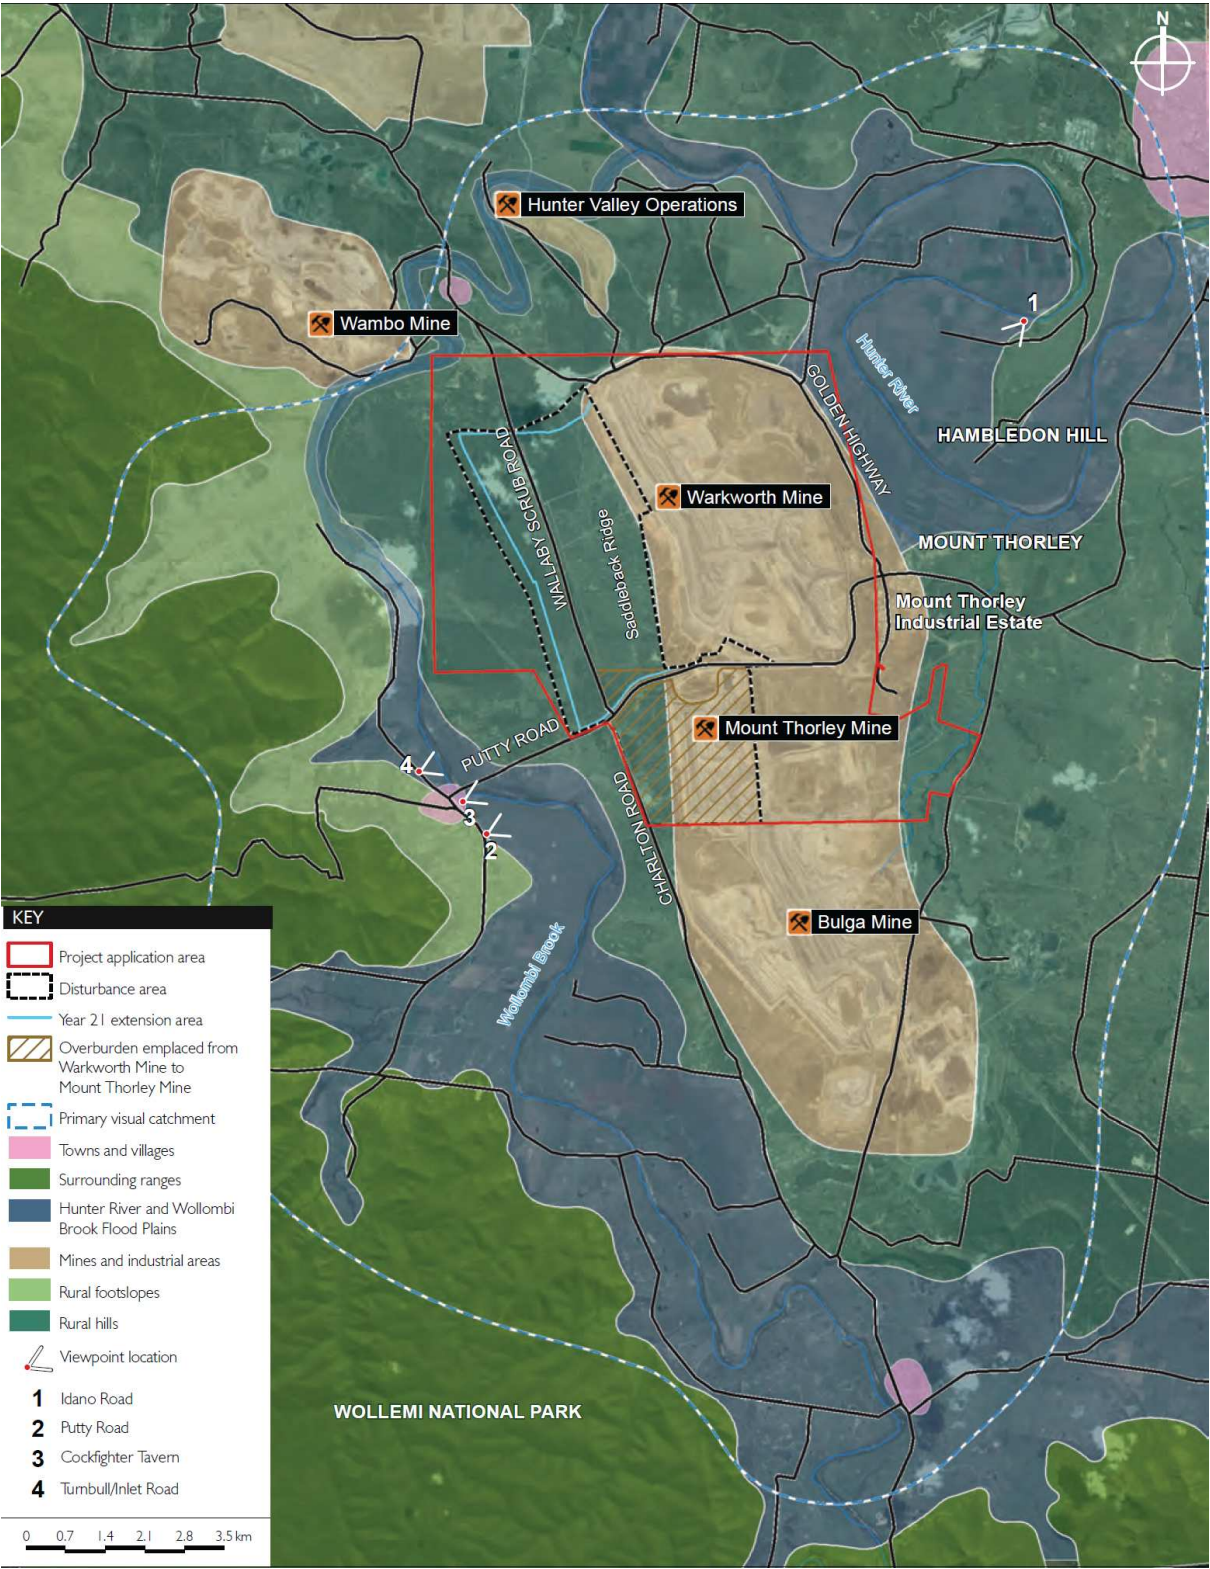 N
Hunter Valley Operations
Wambo Mine
1
Hunter River
GOLDEN HIGHWAY
HAMBLEDON HILL
WALLABY SCRUB ROAD
Warkworth Mine
Saddleback Ridge
MOUNT THORLEY
Mount Thorley
Industrial Estate
Mount Thorley Mine
PUTTY ROAD
4
3
2
CHARLTON ROAD
Bulga Mine
Wollombi Brook
WOLLEMI NATIONAL PARK
KEY
Project application area
Disturbance area
Year 21 extension area
Overburden emplaced from
Warkworth Mine to
Mount Thorley Mine
Primary visual catchment
Towns and villages
Surrounding ranges
Hunter River and Wollombi
Brook Flood Plains
Mines and industrial areas
Rural footslopes
Rural hills
Viewpoint location
1 Idano Road
2 Putty Road
3 Cockfighter Tavern
4 Turnbull/Inlet Road
0 0.7 1.4 2.1 2.8 3.5 km